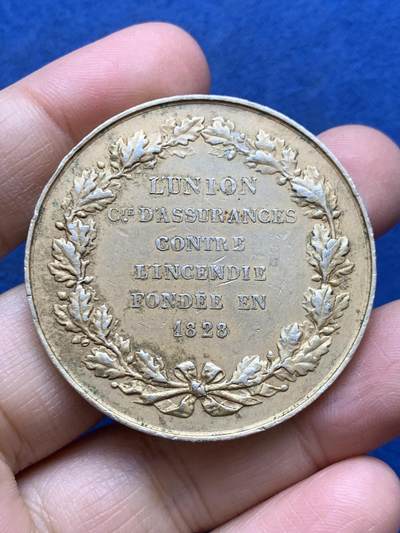 L'UNION
CIE D'ASSURANCES
CONTRE
L'INCENDIE
FONDÉE EN
1828